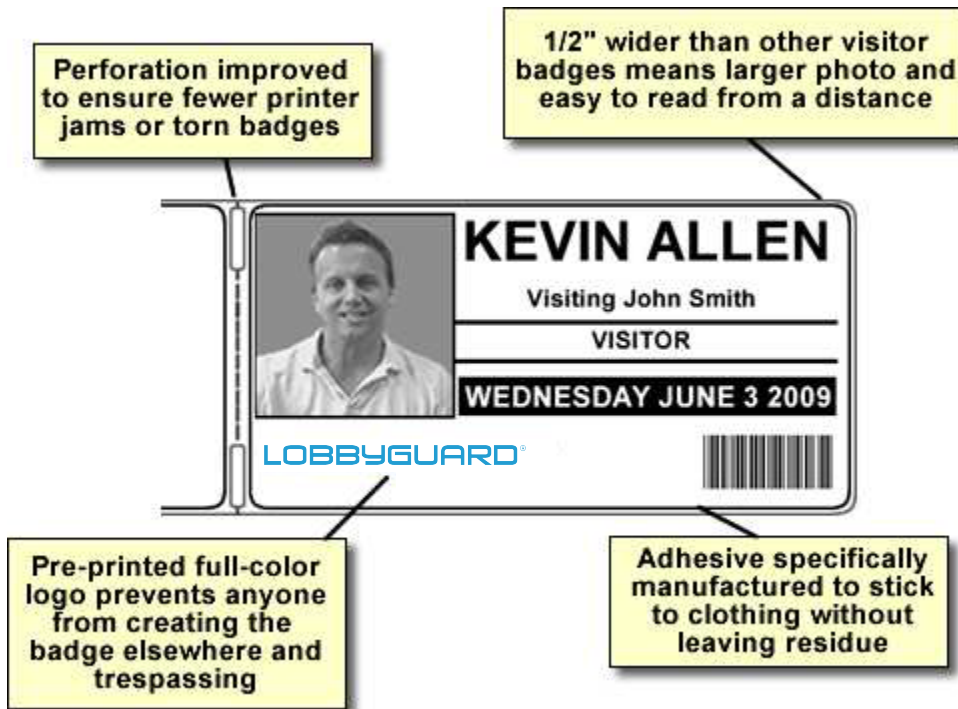 Perforation improved
to ensure fewer printer
jams or torn badges
1/2" wider than other visitor
badges means larger photo and
easy to read from a distance
KEVIN ALLEN
Visiting John Smith
VISITOR
WEDNESDAY JUNE 3 2009
LOBBYGUARD®
Pre-printed full-color
logo prevents anyone
from creating the
badge elsewhere and
trespassing
Adhesive specifically
manufactured to stick
to clothing without
leaving residue